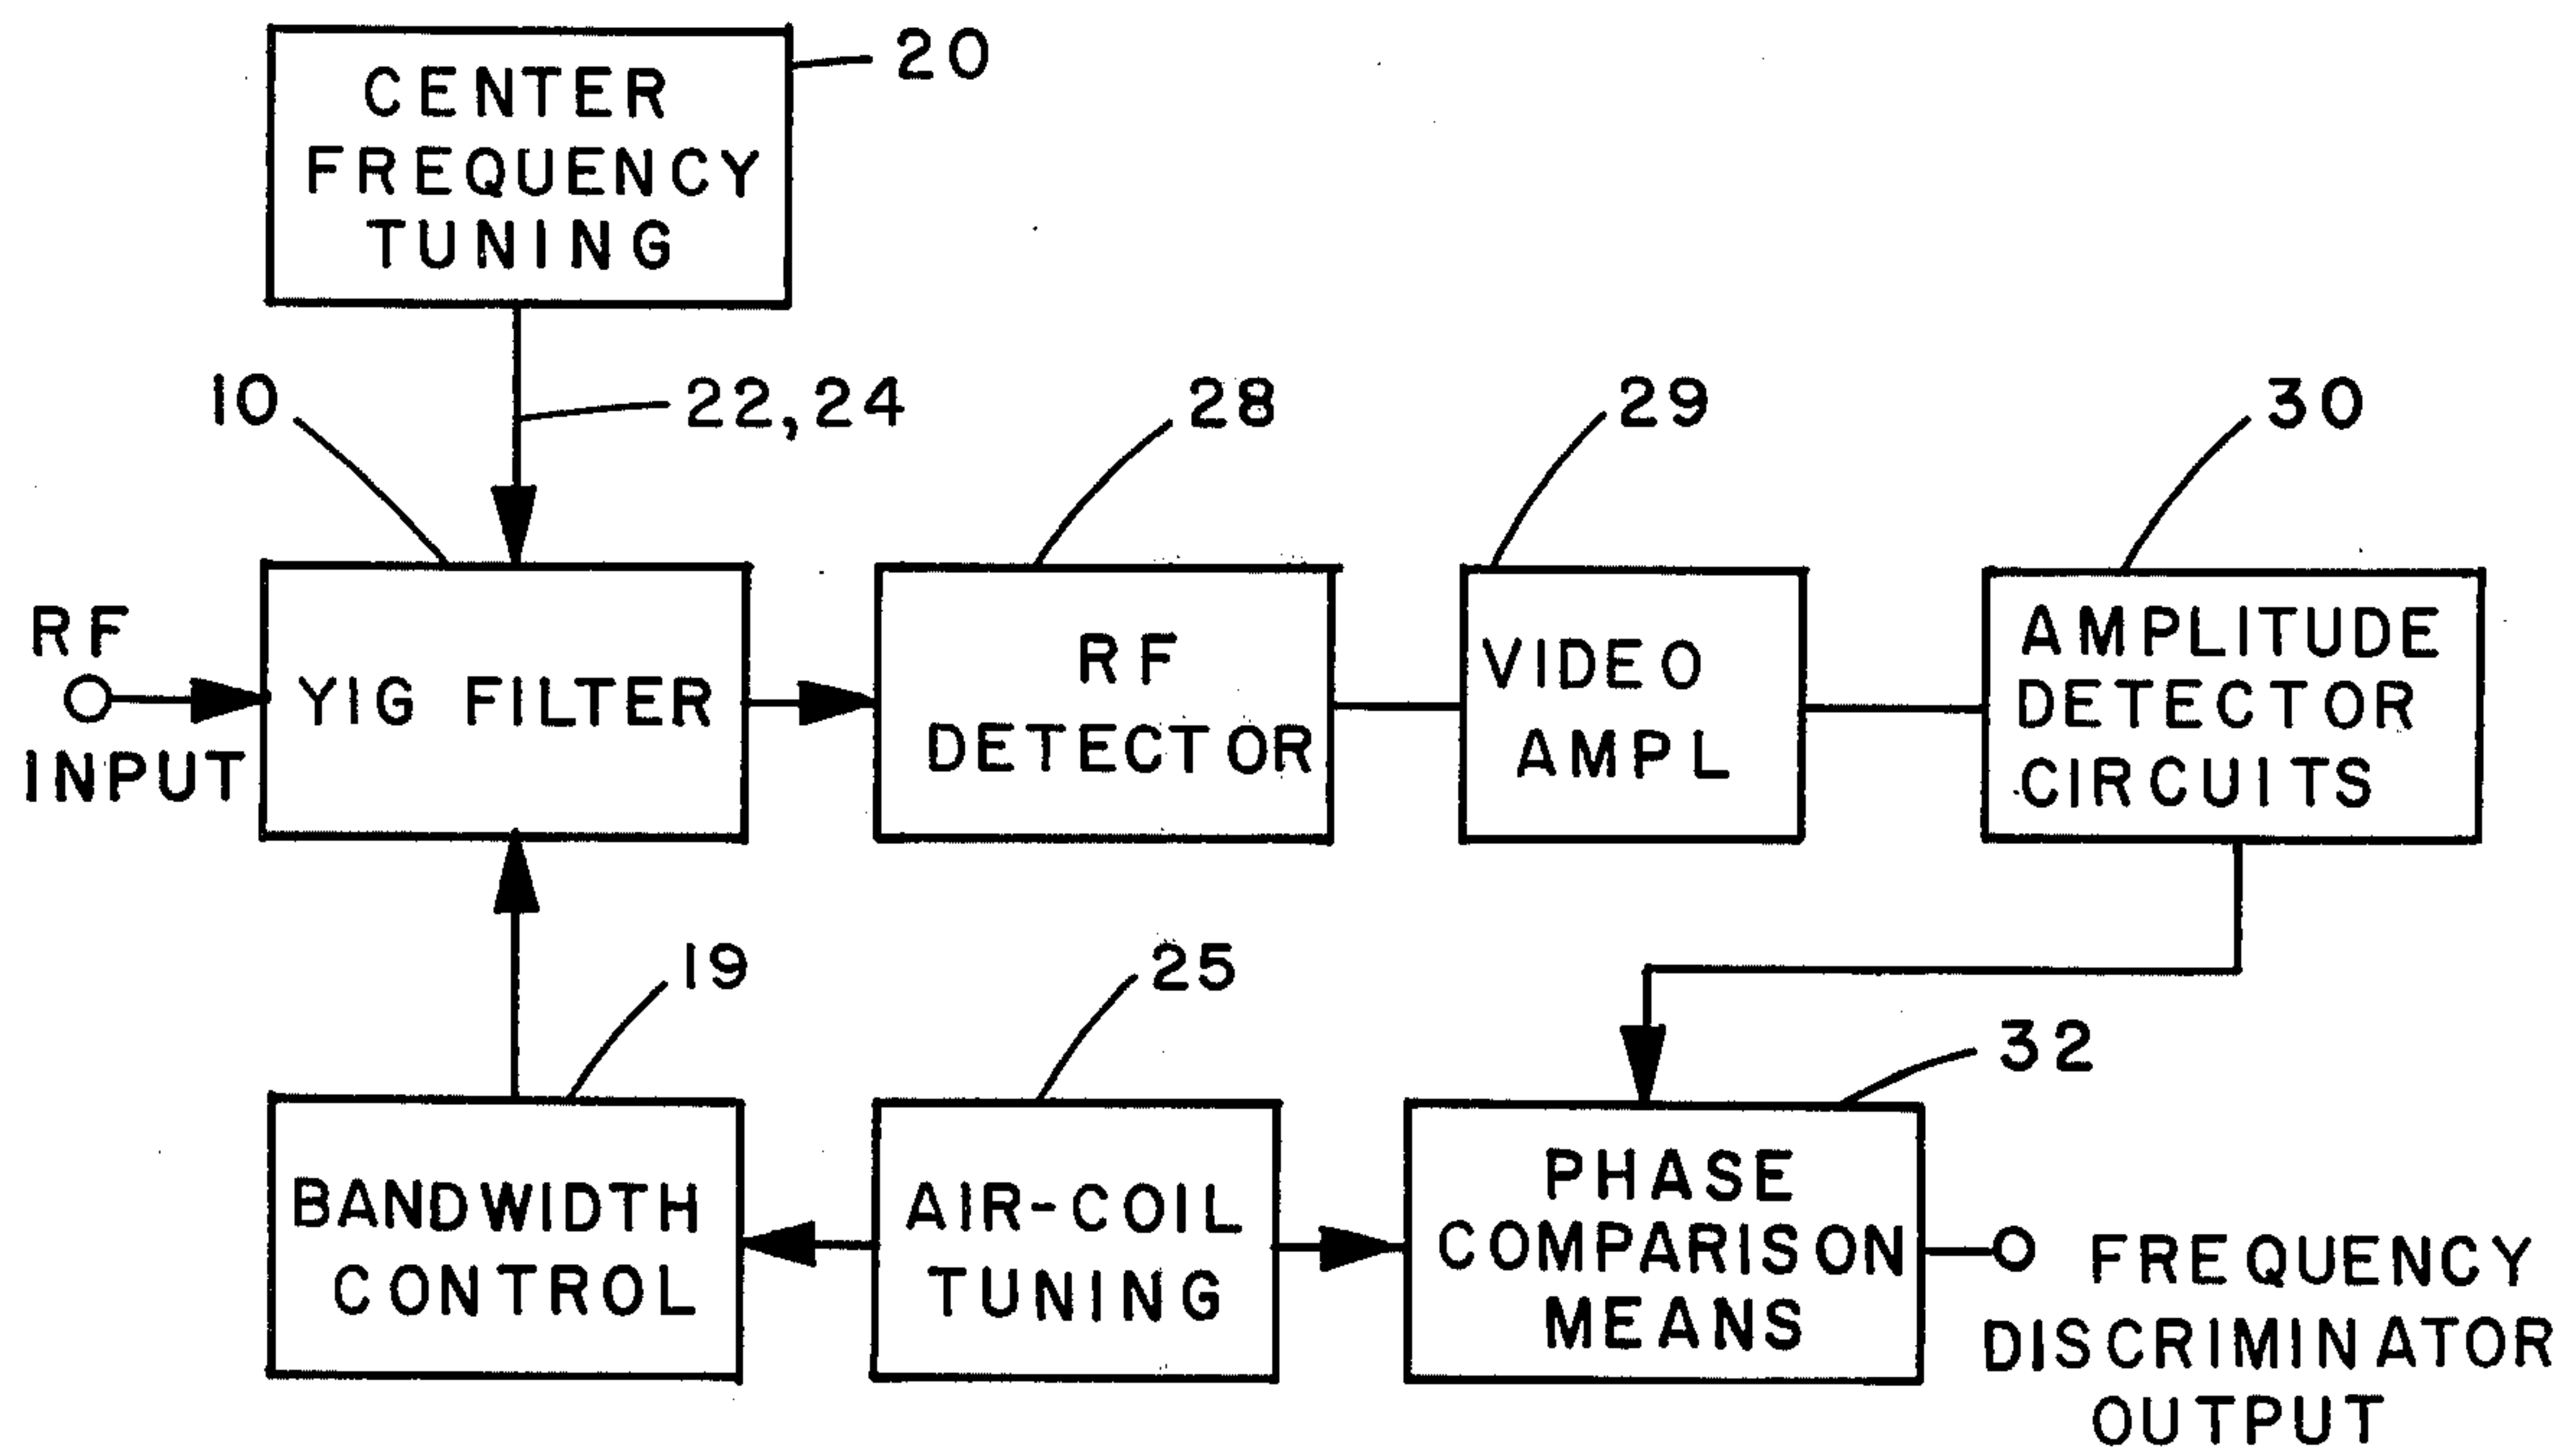 20
CENTER
FREQUENCY
TUNING
10
22,24
28
29
30
RF
INPUT
YIG FILTER
RF
DETECTOR
VIDEO
AMPL
AMPLITUDE
DETECTOR
CIRCUITS
19
25
32
BANDWIDTH
CONTROL
AIR-COIL
TUNING
PHASE
COMPARISON
MEANS
FREQUENCY
DISCRIMINATOR
OUTPUT